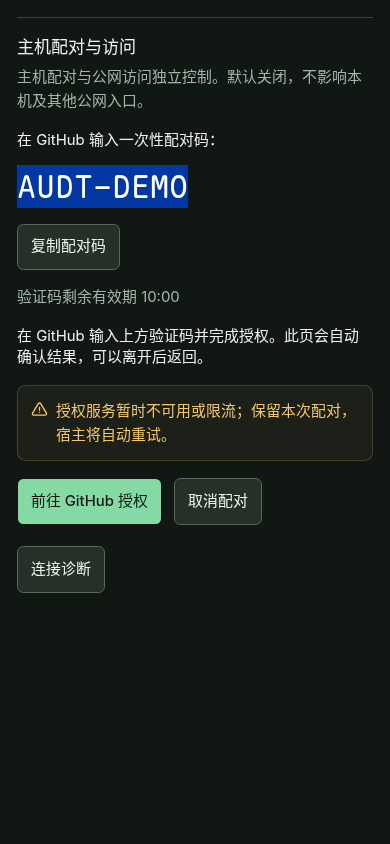 主机配对与访问
主机配对与公网访问独立控制。默认关闭，不影响本
机及其他公网入口。
在 GitHub 输入一次性配对码：
AUDT-DEMO
复制配对码
验证码剩余有效期 10:00
在 GitHub 输入上方验证码并完成授权。此页会自动
确认结果，可以离开后返回。
授权服务暂时不可用或限流；保留本次配对，
宿主将自动重试。
前往 GitHub 授权
取消配对
连接诊断